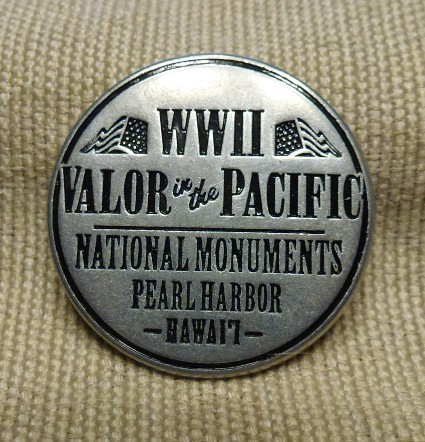 WWII
VALOR in the PACIFIC
NATIONAL MONUMENTS
PEARL HARBOR
–HAWAI'I–